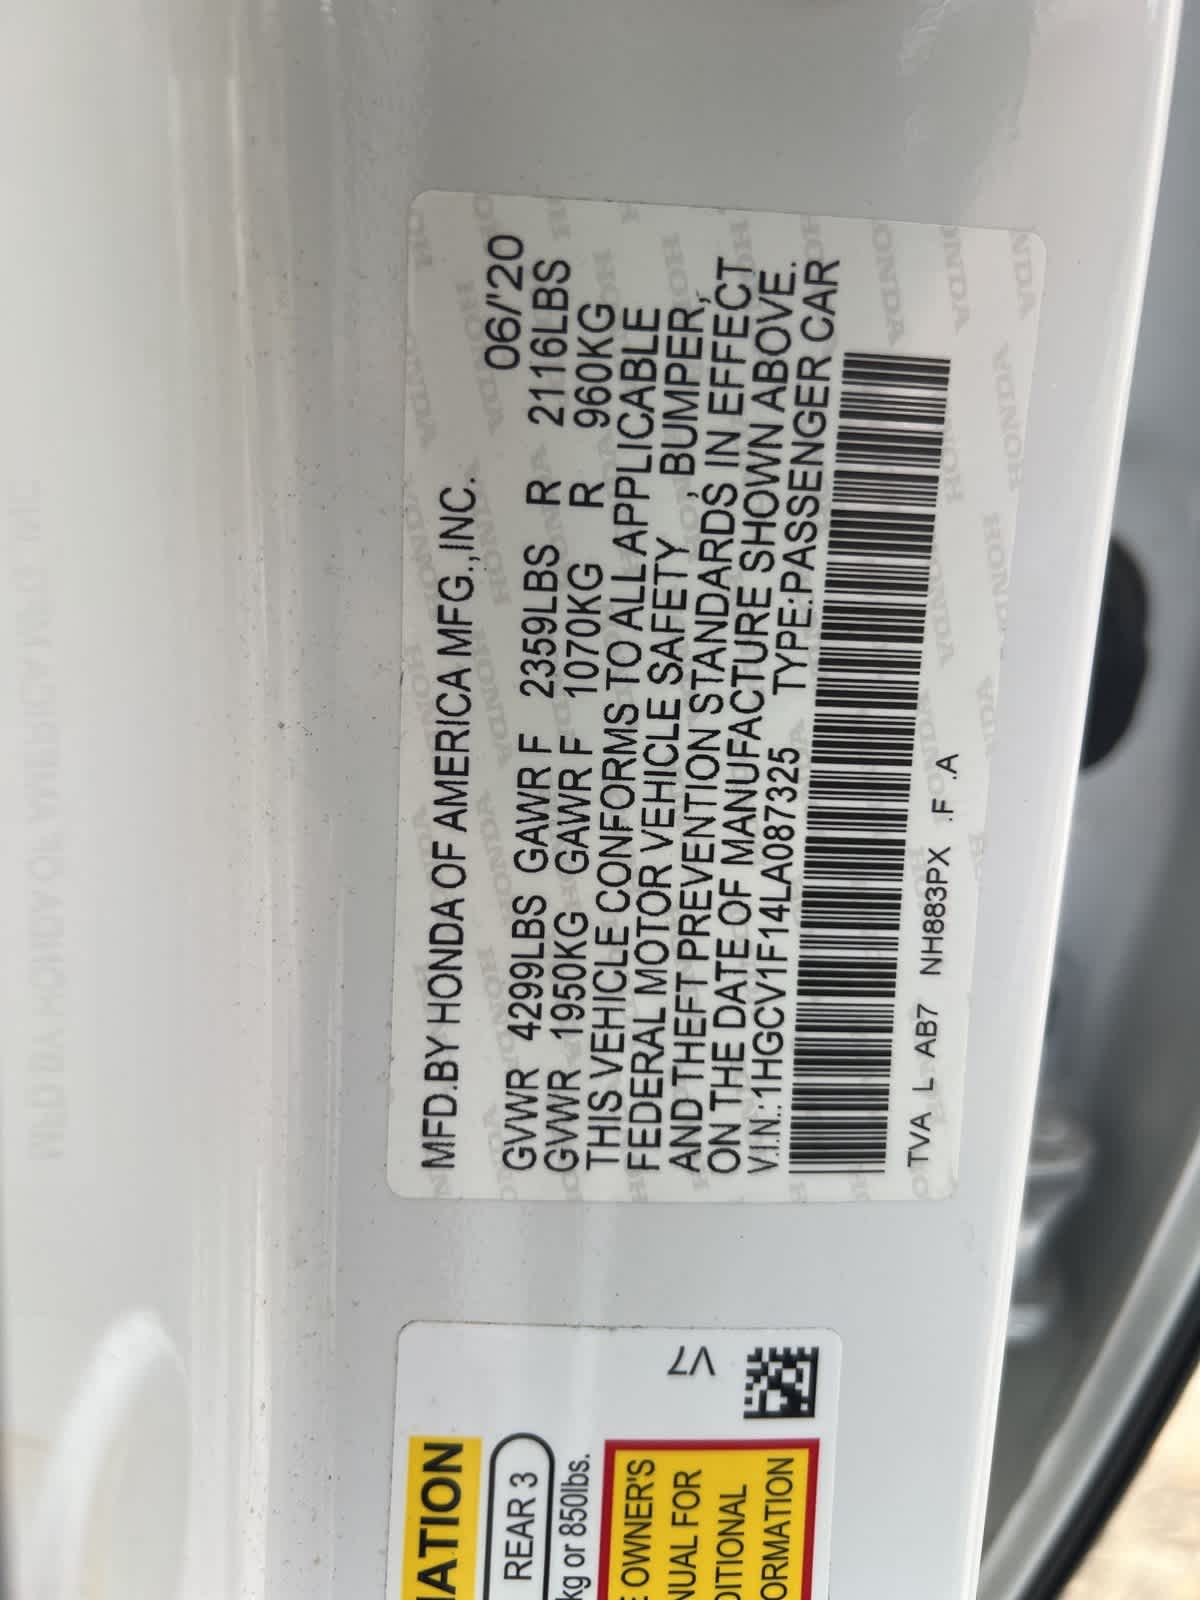 MFD.BY HONDA OF AMERICA MFG.,INC. 06/'20
GVWR 4299LBS GAWR F 2359LBS R 2116LBS
GVWR 1950KG GAWR F 1070KG R 960KG
THIS VEHICLE CONFORMS TO ALL APPLICABLE
FEDERAL MOTOR VEHICLE SAFETY, BUMPER,
AND THEFT PREVENTION STANDARDS IN EFFECT
ON THE DATE OF MANUFACTURE SHOWN ABOVE.
V.I.N.:1HGCV1F14LA087325 TYPE:PASSENGER CAR
TVA L AB7 NH883PX .F .A
MATION
REAR 3
kg or 850lbs.
E OWNER'S
NUAL FOR
DITIONAL
ORMATION
V7